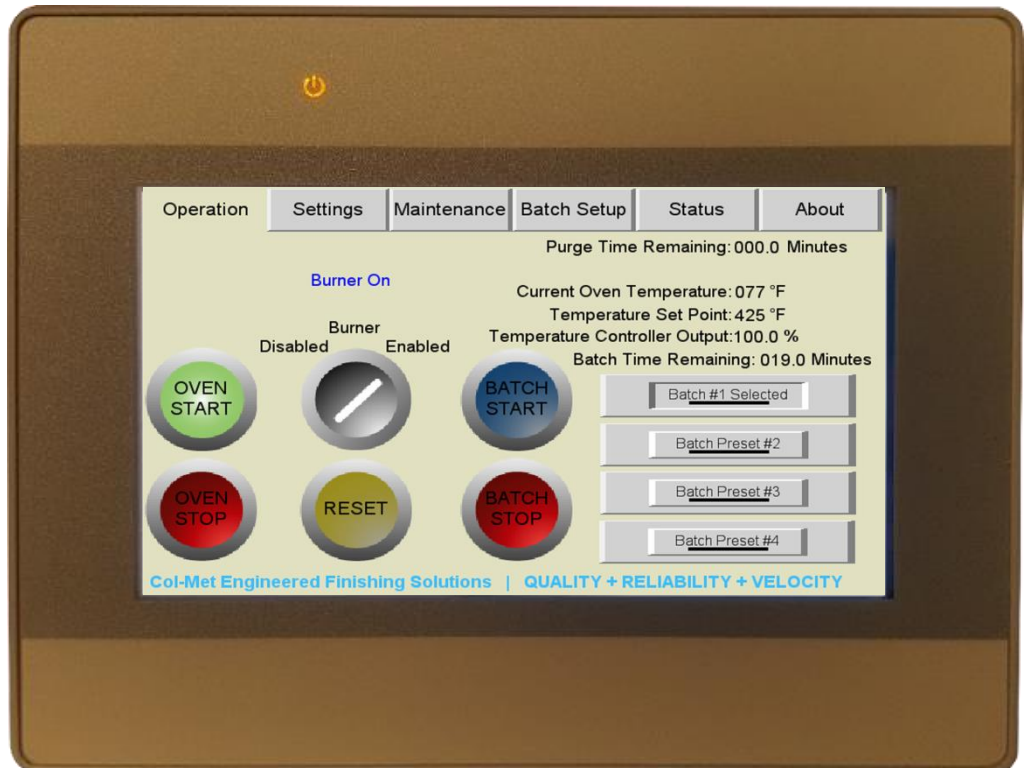 Operation Settings Maintenance Batch Setup Status About
Purge Time Remaining: 000.0 Minutes
Burner On
Current Oven Temperature: 077 °F
Temperature Set Point: 425 °F
Temperature Controller Output: 100.0 %
Batch Time Remaining: 019.0 Minutes
Burner
Disabled Enabled
OVEN
START
BATCH
START
Batch #1 Selected
Batch Preset #2
OVEN
STOP
RESET
BATCH
STOP
Batch Preset #3
Batch Preset #4
Col-Met Engineered Finishing Solutions | QUALITY + RELIABILITY + VELOCITY